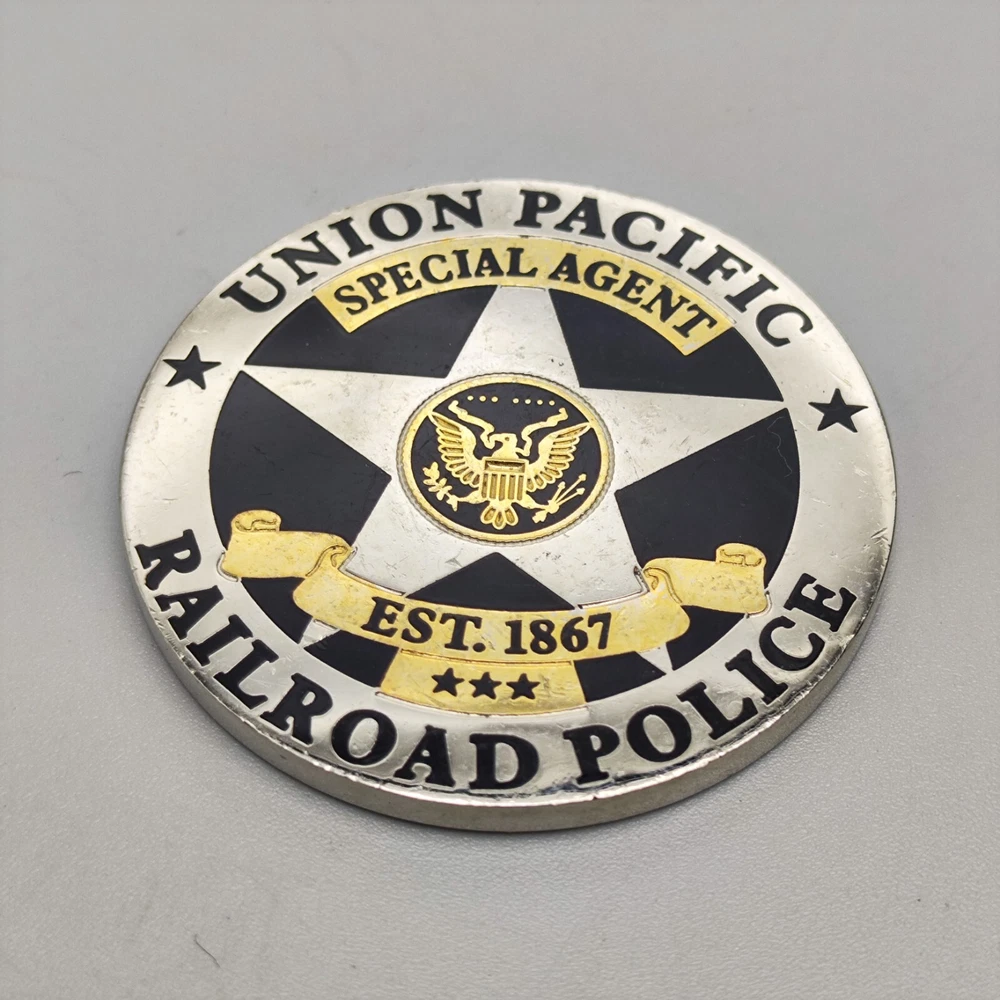 UNION PACIFIC
SPECIAL AGENT
EST. 1867
RAILROAD POLICE